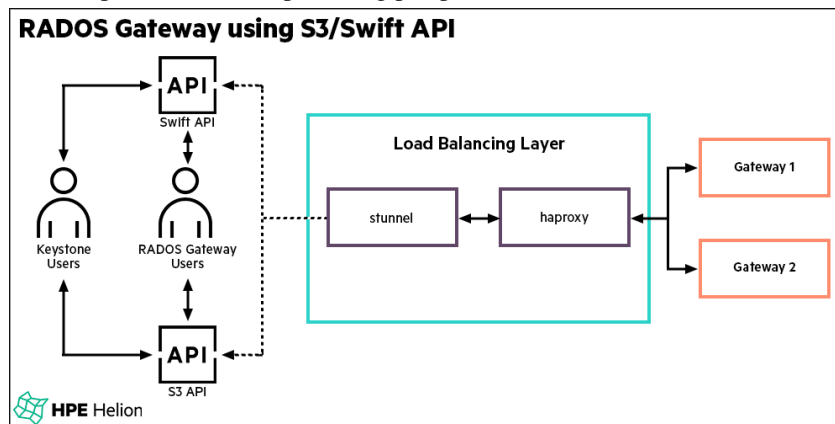 RADOS Gateway using S3/Swift API
API
Swift API
Keystone
Users
RADOS Gateway
Users
API
S3 API
Load Balancing Layer
stunnel
haproxy
Gateway 1
Gateway 2
HPE Helion